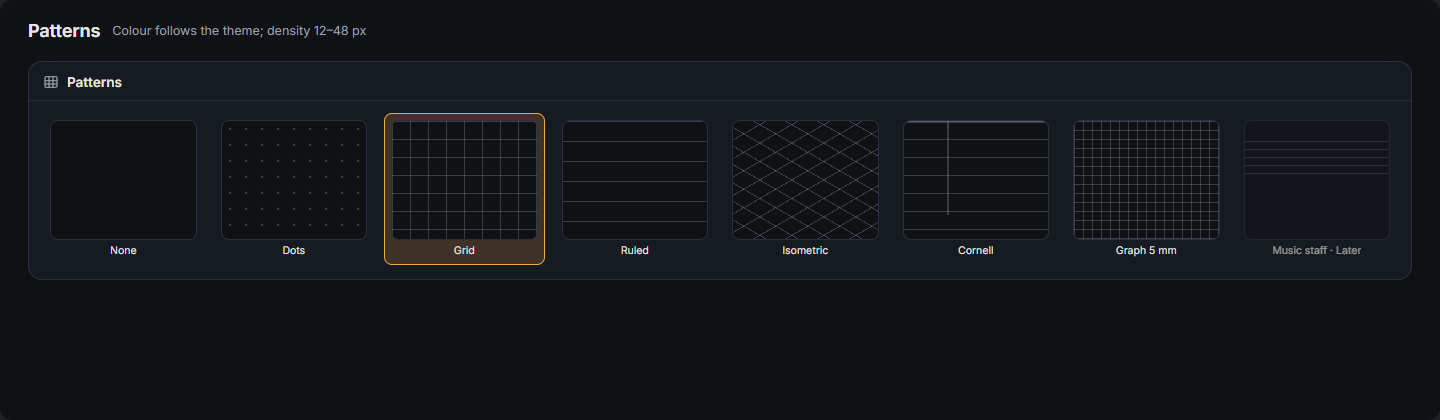 Patterns Colour follows the theme; density 12–48 px
Patterns
None Dots Grid Ruled Isometric Cornell Graph 5 mm Music staff · Later